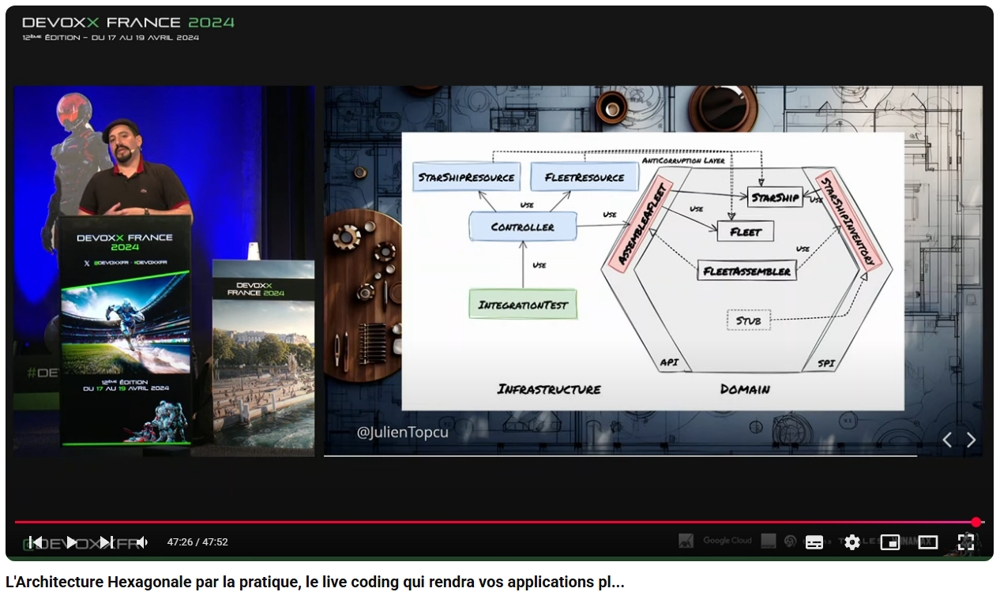 DEVOXX FRANCE 2024
12ÈME ÉDITION – DU 17 AU 19 AVRIL 2024
DEVOXX FRANCE
2024
@DEVOXXFR - #DEVOXXFR
#DE
12ÈME ÉDITION
DU 17 AU 19 AVRIL 2024
DEVOXX
FRANCE 2024
ANTICORRUPTION LAYER
STARSHIPRESOURCE
FLEETRESOURCE
USE
CONTROLLER
USE
USE
INTEGRATIONTEST
ASSEMBLEAFLEET
STARSHIP
USE
USE
FLEET
STARSHIPINVENTORY
USE
FLEETASSEMBLER
STUB
API
SPI
INFRASTRUCTURE
DOMAIN
@JulienTopcu
47:26 / 47:52
@DEVOXXFR
Google Cloud
L'Architecture Hexagonale par la pratique, le live coding qui rendra vos applications pl...